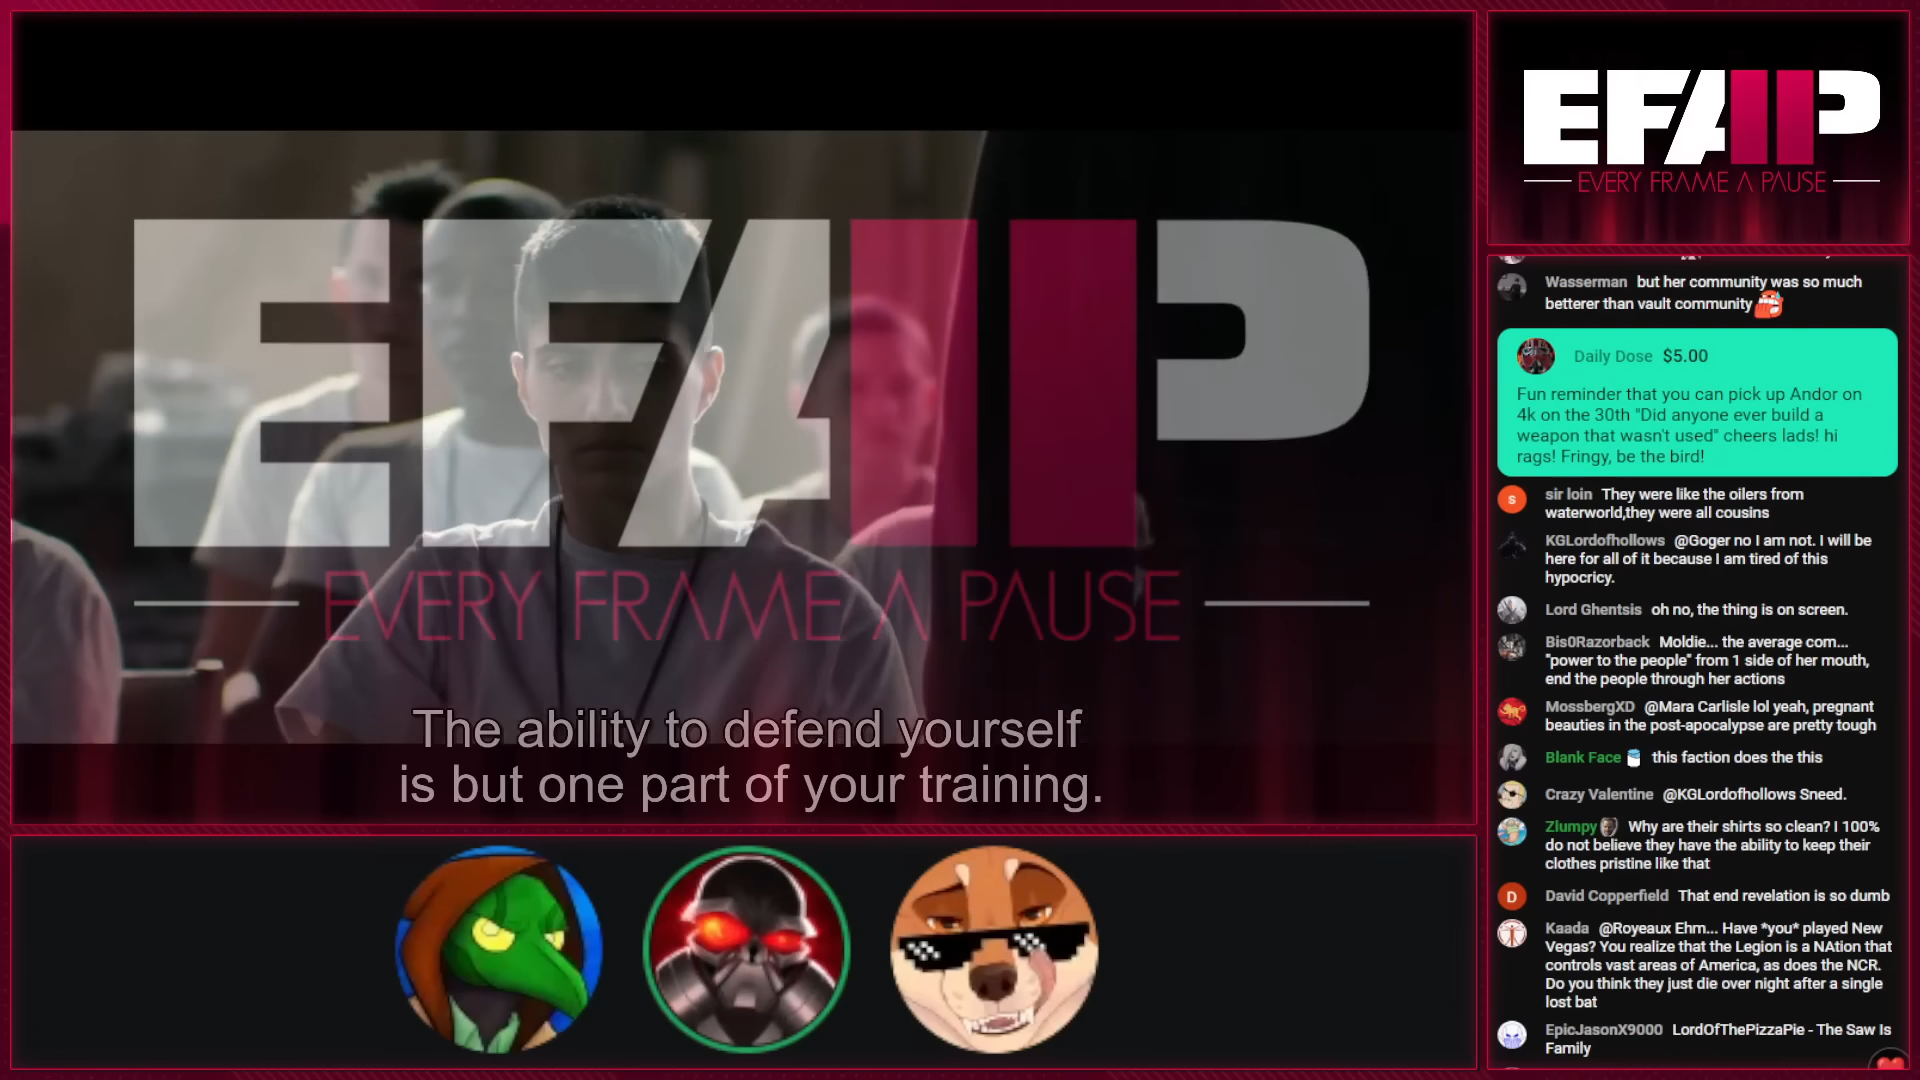 EFAP
EVERY FRAME A PAUSE
The ability to defend yourself
is but one part of your training.
EFAP
EVERY FRAME A PAUSE
Wasserman but her community was so much
betterer than vault community
Daily Dose $5.00
Fun reminder that you can pick up Andor on
4k on the 30th "Did anyone ever build a
weapon that wasn't used" cheers lads! hi
rags! Fringy, be the bird!
S
sir loin They were like the oilers from
waterworld,they were all cousins
KGLordofhollows @Goger no I am not. I will be
here for all of it because I am tired of this
hypocricy.
Lord Ghentsis oh no, the thing is on screen.
Bis0Razorback Moldie... the average com...
"power to the people" from 1 side of her mouth,
end the people through her actions
MossbergXD @Mara Carlisle lol yeah, pregnant
beauties in the post-apocalypse are pretty tough
Blank Face this faction does the this
Crazy Valentine @KGLordofhollows Sneed.
Zlumpy Why are their shirts so clean? I 100%
do not believe they have the ability to keep their
clothes pristine like that
D
David Copperfield That end revelation is so dumb
Kaada @Royeaux Ehm... Have *you* played New
Vegas? You realize that the Legion is a NAtion that
controls vast areas of America, as does the NCR.
Do you think they just die over night after a single
lost bat
EpicJasonX9000 LordOfThePizzaPie - The Saw Is
Family